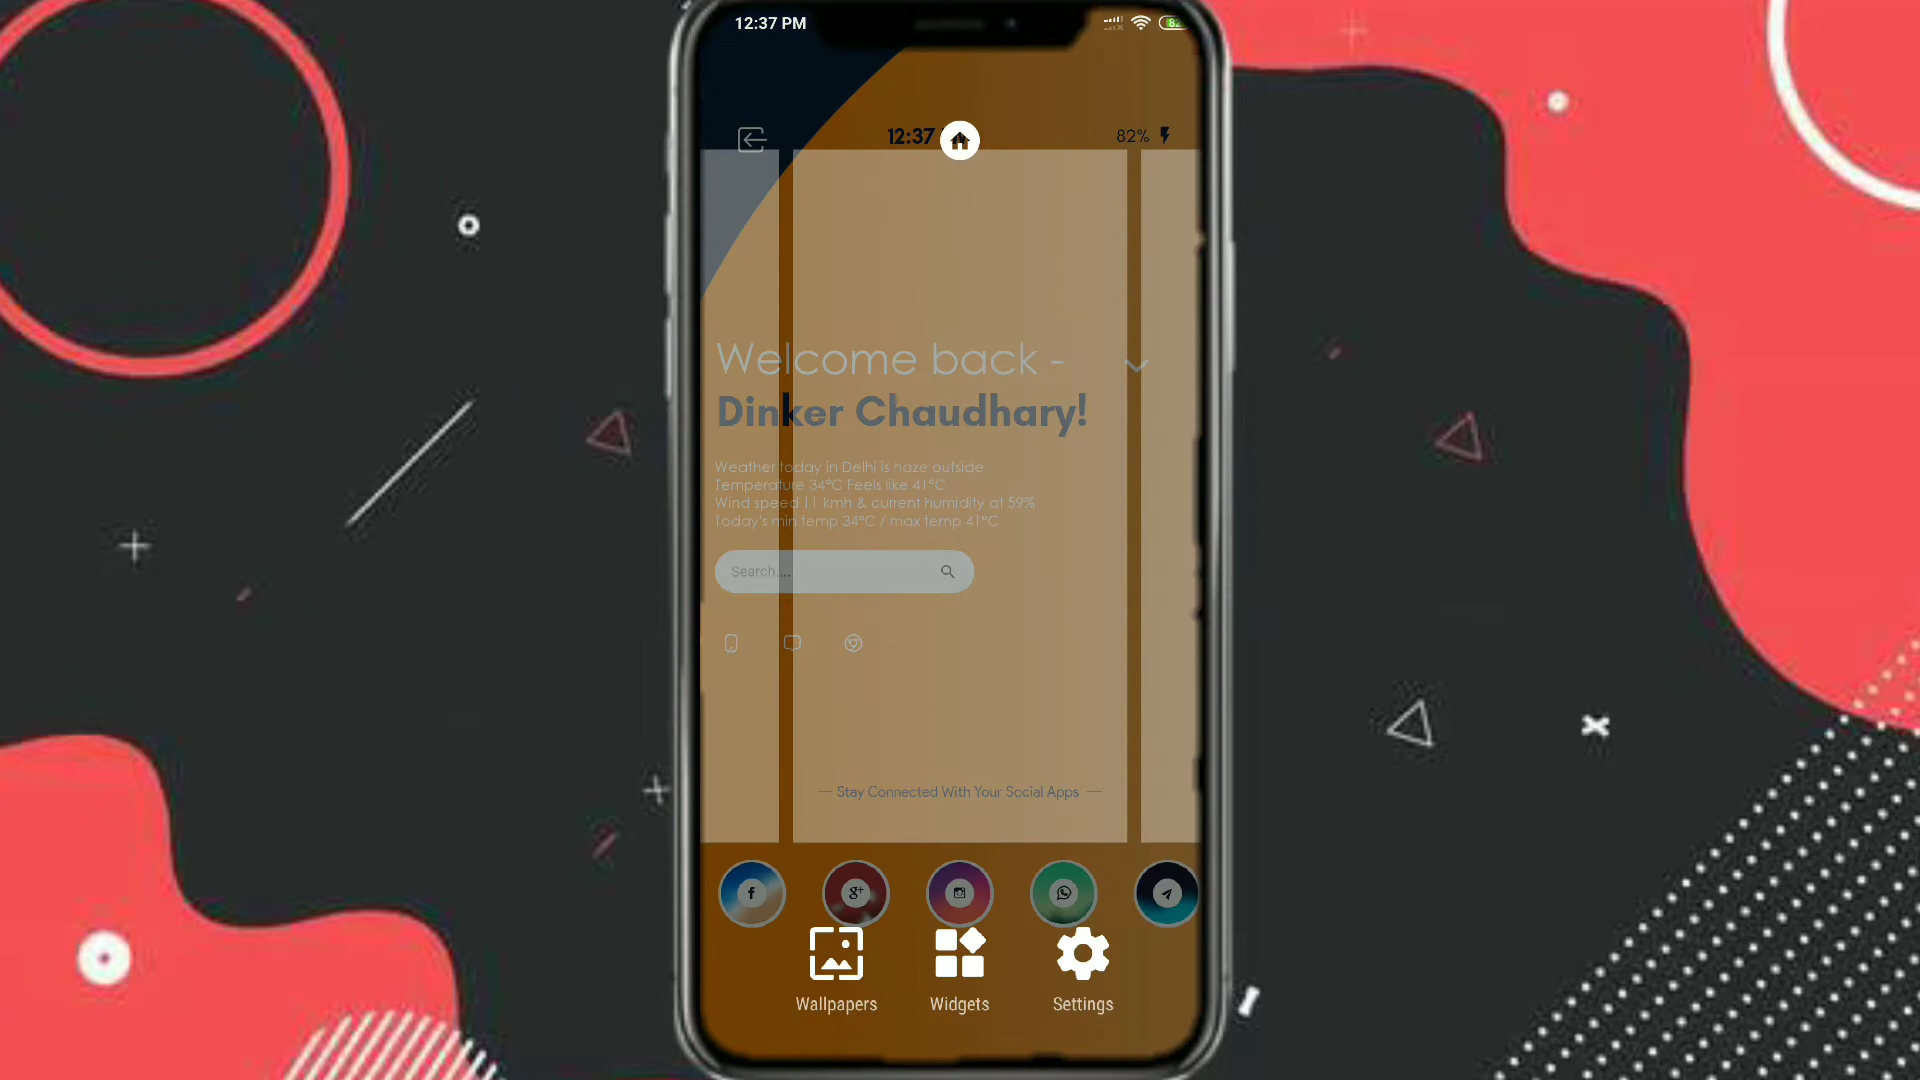 12:37 PM
82
12:37
82%
Welcome back -
Dinker Chaudhary!
Weather today in Delhi is haze outside
Temperature 34°C Feels like 41°C
Wind speed 11 kmh & current humidity at 59%
Today's min temp 34°C / max temp 41°C
Search ...
— Stay Connected With Your Social Apps —
Wallpapers
Widgets
Settings